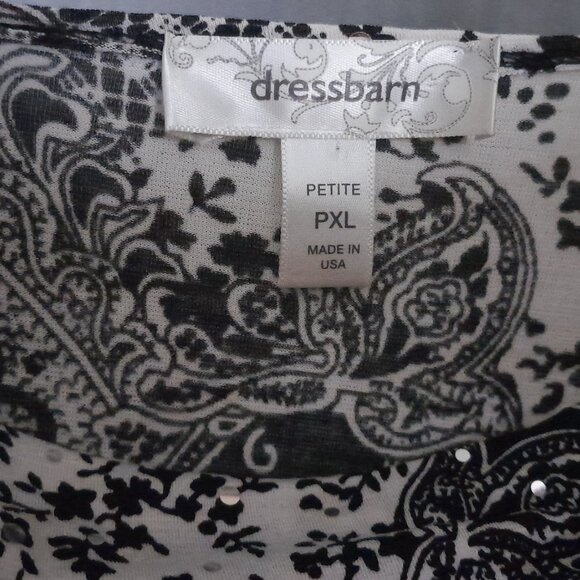 dressbarn
PETITE
PXL
MADE IN
USA